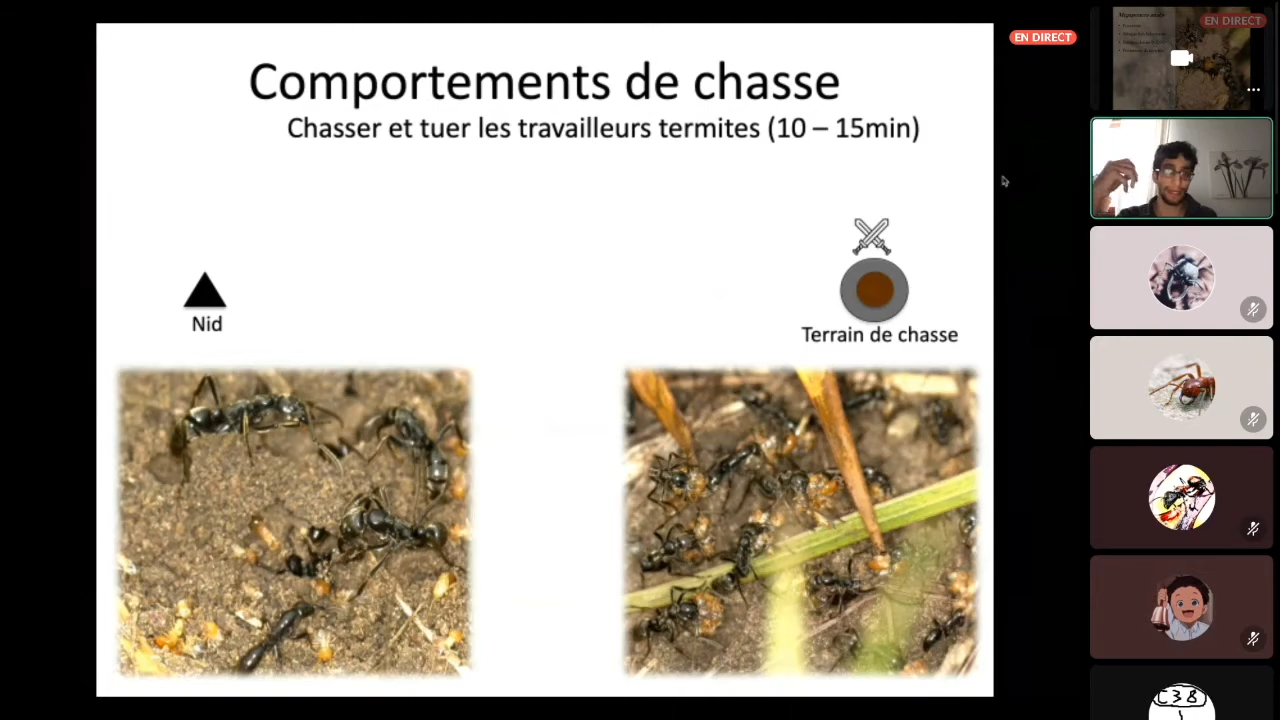 Comportements de chasse
Chasser et tuer les travailleurs termites (10 – 15min)
Nid
Terrain de chasse
EN DIRECT
EN DIRECT
C38